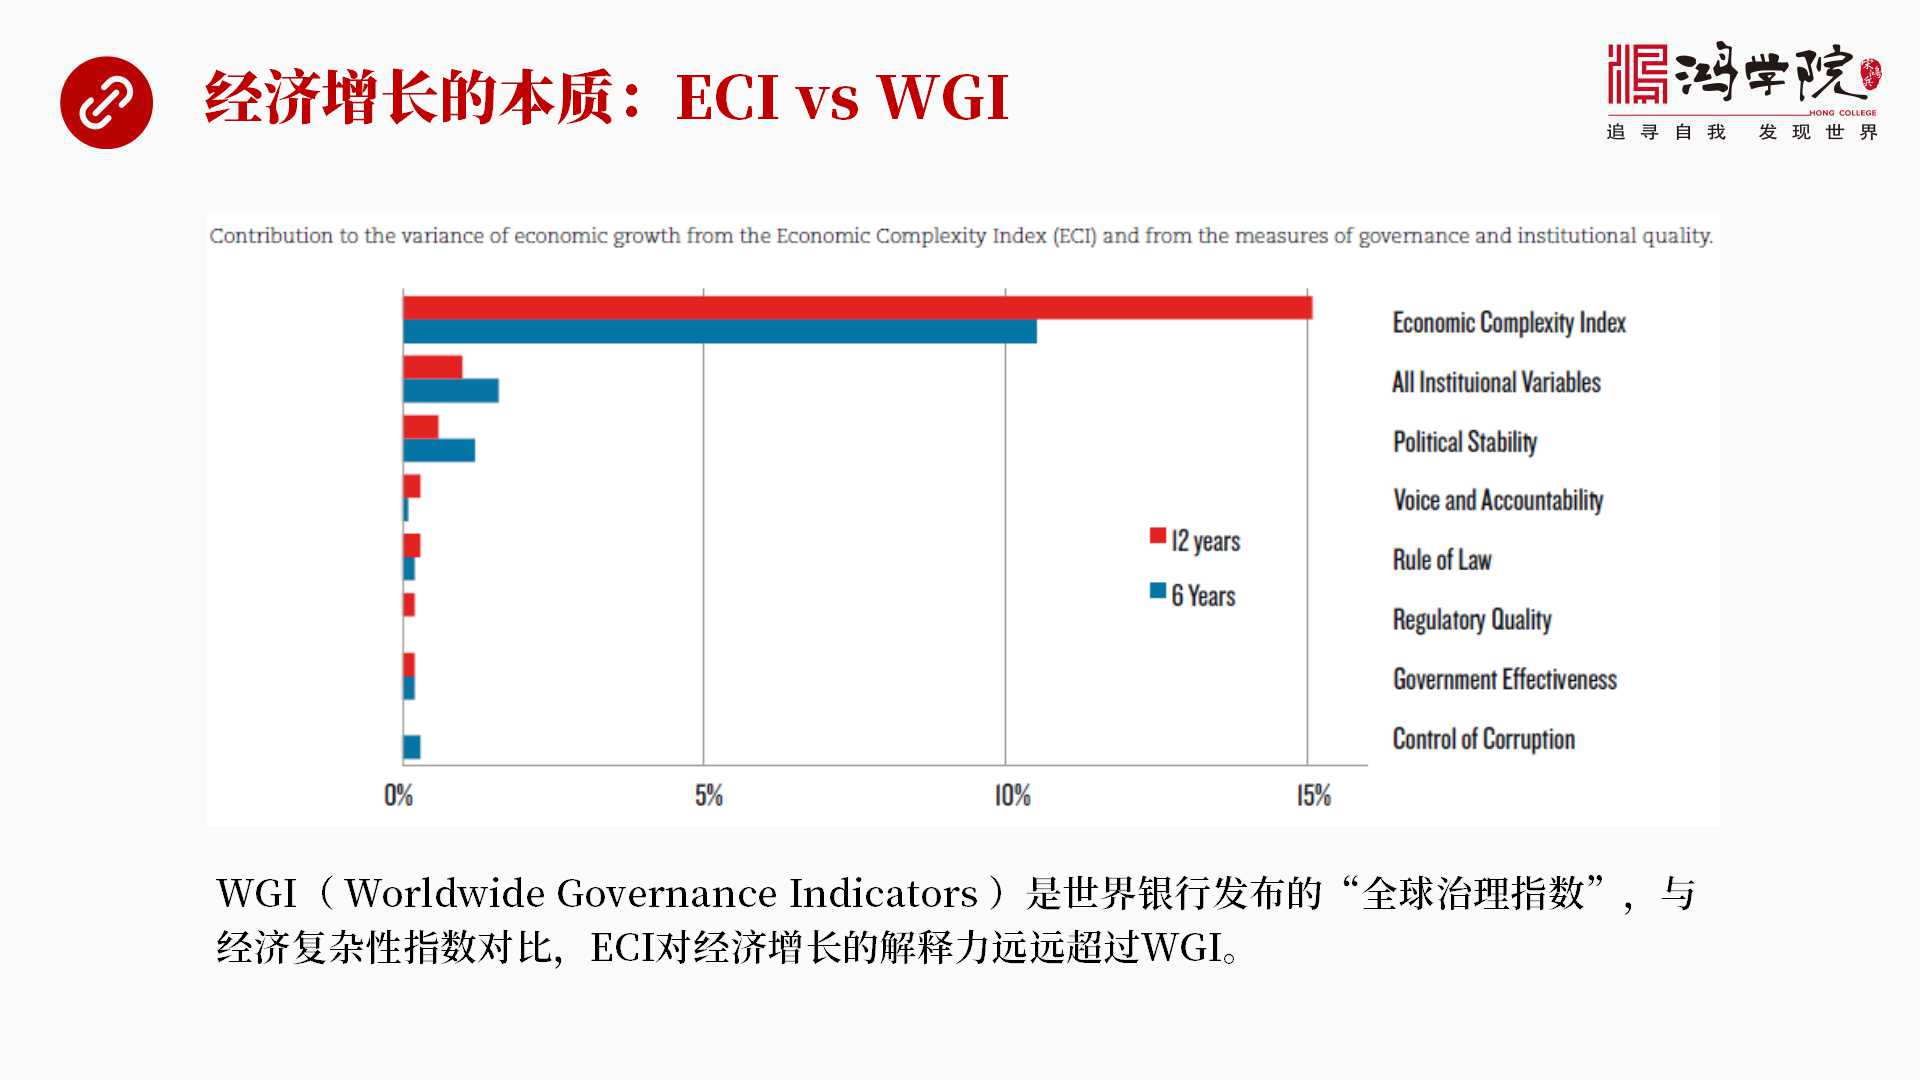 经济增长的本质：ECI vs WGI
鸿学院
宋鸿兵
HONG COLLEGE
追寻自我 发现世界
Contribution to the variance of economic growth from the Economic Complexity Index (ECI) and from the measures of governance and institutional quality.
Economic Complexity Index
All Instituional Variables
Political Stability
Voice and Accountability
12 years
Rule of Law
6 Years
Regulatory Quality
Government Effectiveness
Control of Corruption
0% 5% 10% 15%
WGI（ Worldwide Governance Indicators ）是世界银行发布的“全球治理指数”，与
经济复杂性指数对比，ECI对经济增长的解释力远远超过WGI。